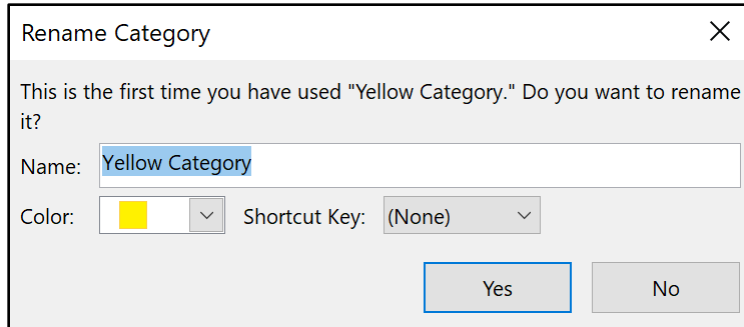 Rename Category
This is the first time you have used "Yellow Category." Do you want to rename
it?
Name: Yellow Category
Color: Shortcut Key: (None)
Yes No